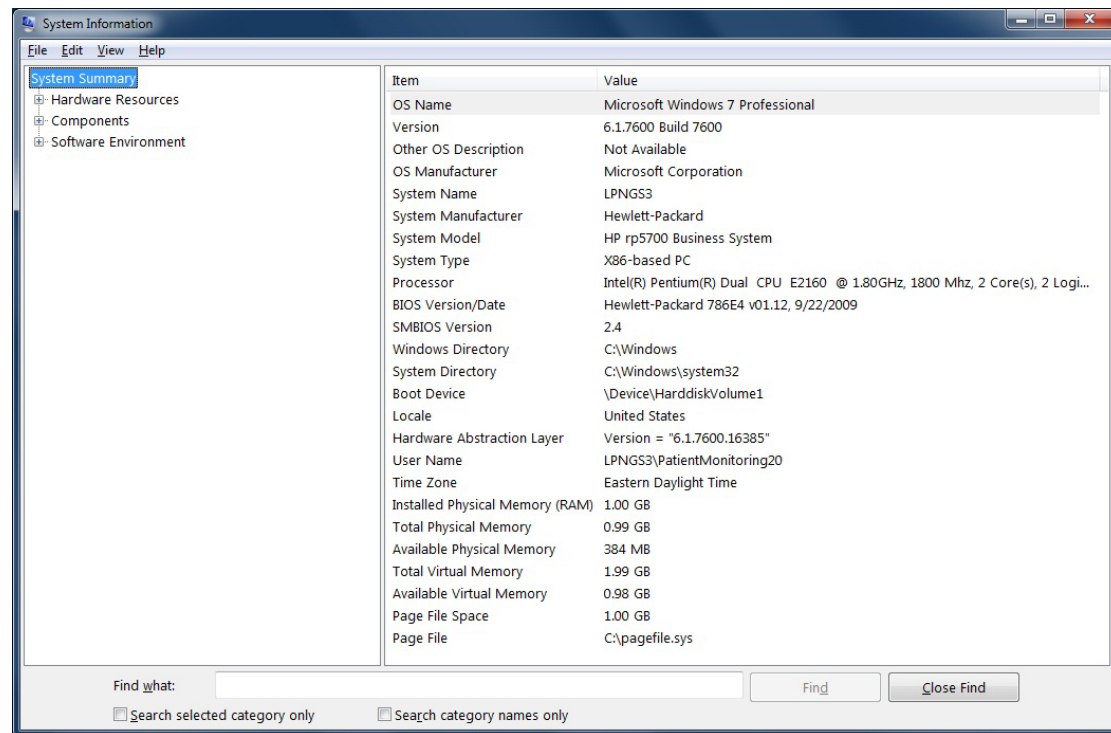 System Information
File Edit View Help
System Summary
Hardware Resources
Components
Software Environment
Item Value
OS Name Microsoft Windows 7 Professional
Version 6.1.7600 Build 7600
Other OS Description Not Available
OS Manufacturer Microsoft Corporation
System Name LPNGS3
System Manufacturer Hewlett-Packard
System Model HP rp5700 Business System
System Type X86-based PC
Processor Intel(R) Pentium(R) Dual CPU E2160 @ 1.80GHz, 1800 Mhz, 2 Core(s), 2 Logi...
BIOS Version/Date Hewlett-Packard 786E4 v01.12, 9/22/2009
SMBIOS Version 2.4
Windows Directory C:\Windows
System Directory C:\Windows\system32
Boot Device \Device\HarddiskVolume1
Locale United States
Hardware Abstraction Layer Version = "6.1.7600.16385"
User Name LPNGS3\PatientMonitoring20
Time Zone Eastern Daylight Time
Installed Physical Memory (RAM) 1.00 GB
Total Physical Memory 0.99 GB
Available Physical Memory 384 MB
Total Virtual Memory 1.99 GB
Available Virtual Memory 0.98 GB
Page File Space 1.00 GB
Page File C:\pagefile.sys
Find what: Find Close Find
Search selected category only Search category names only